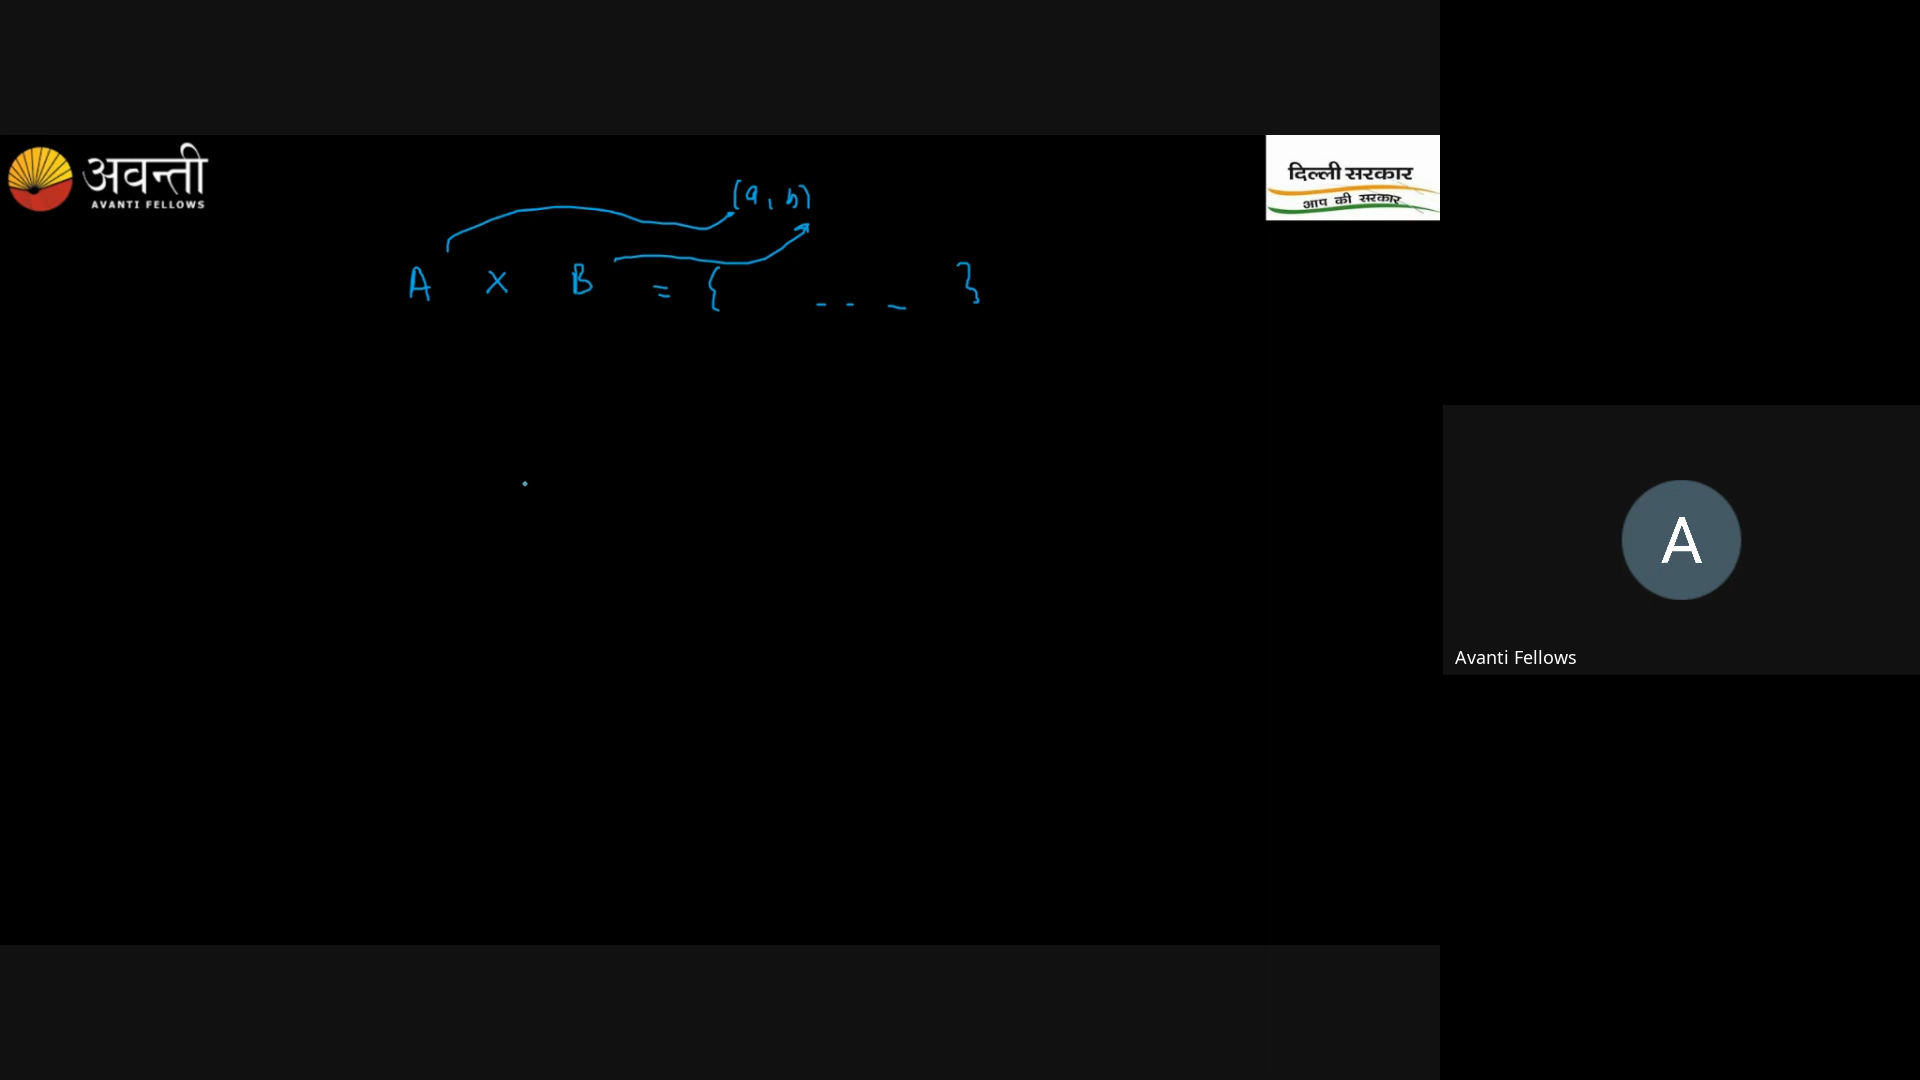 अवन्ती
AVANTI FELLOWS
दिल्ली सरकार
आप की सरकार
(a, b)
A × B = { - - - }
A
Avanti Fellows